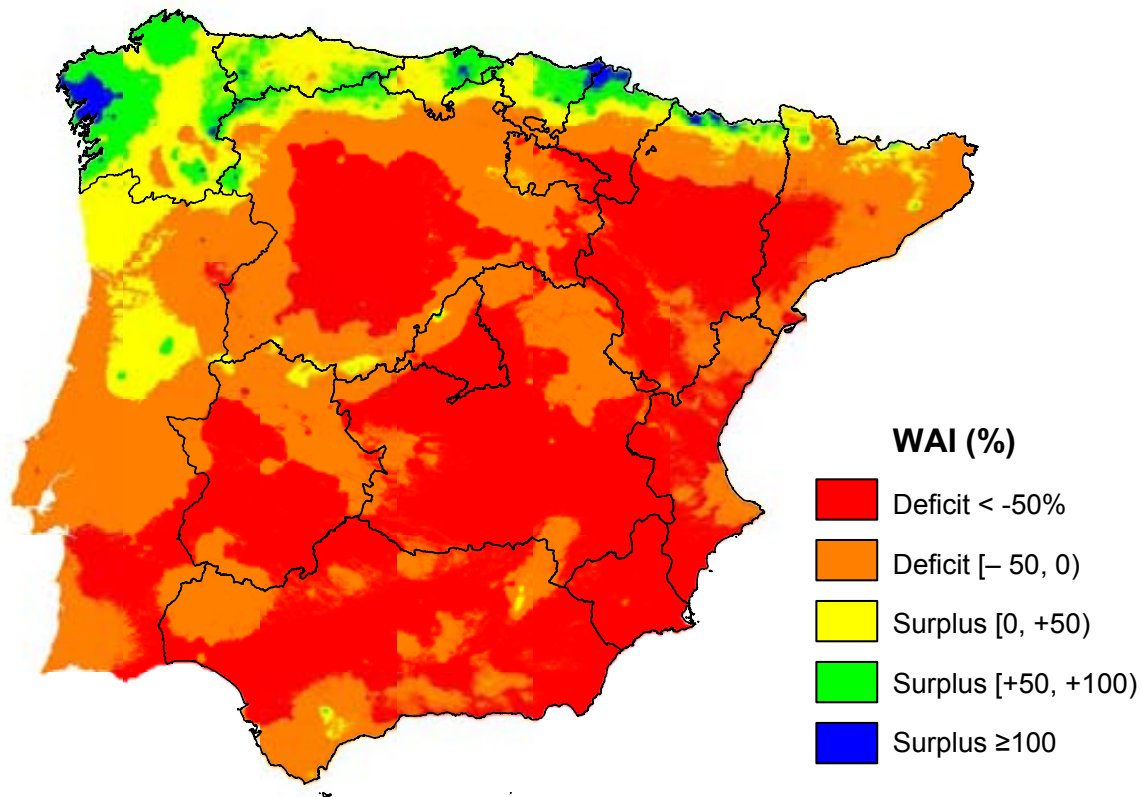 WAI (%)
Deficit < -50%
Deficit [– 50, 0)
Surplus [0, +50)
Surplus [+50, +100)
Surplus ≥100